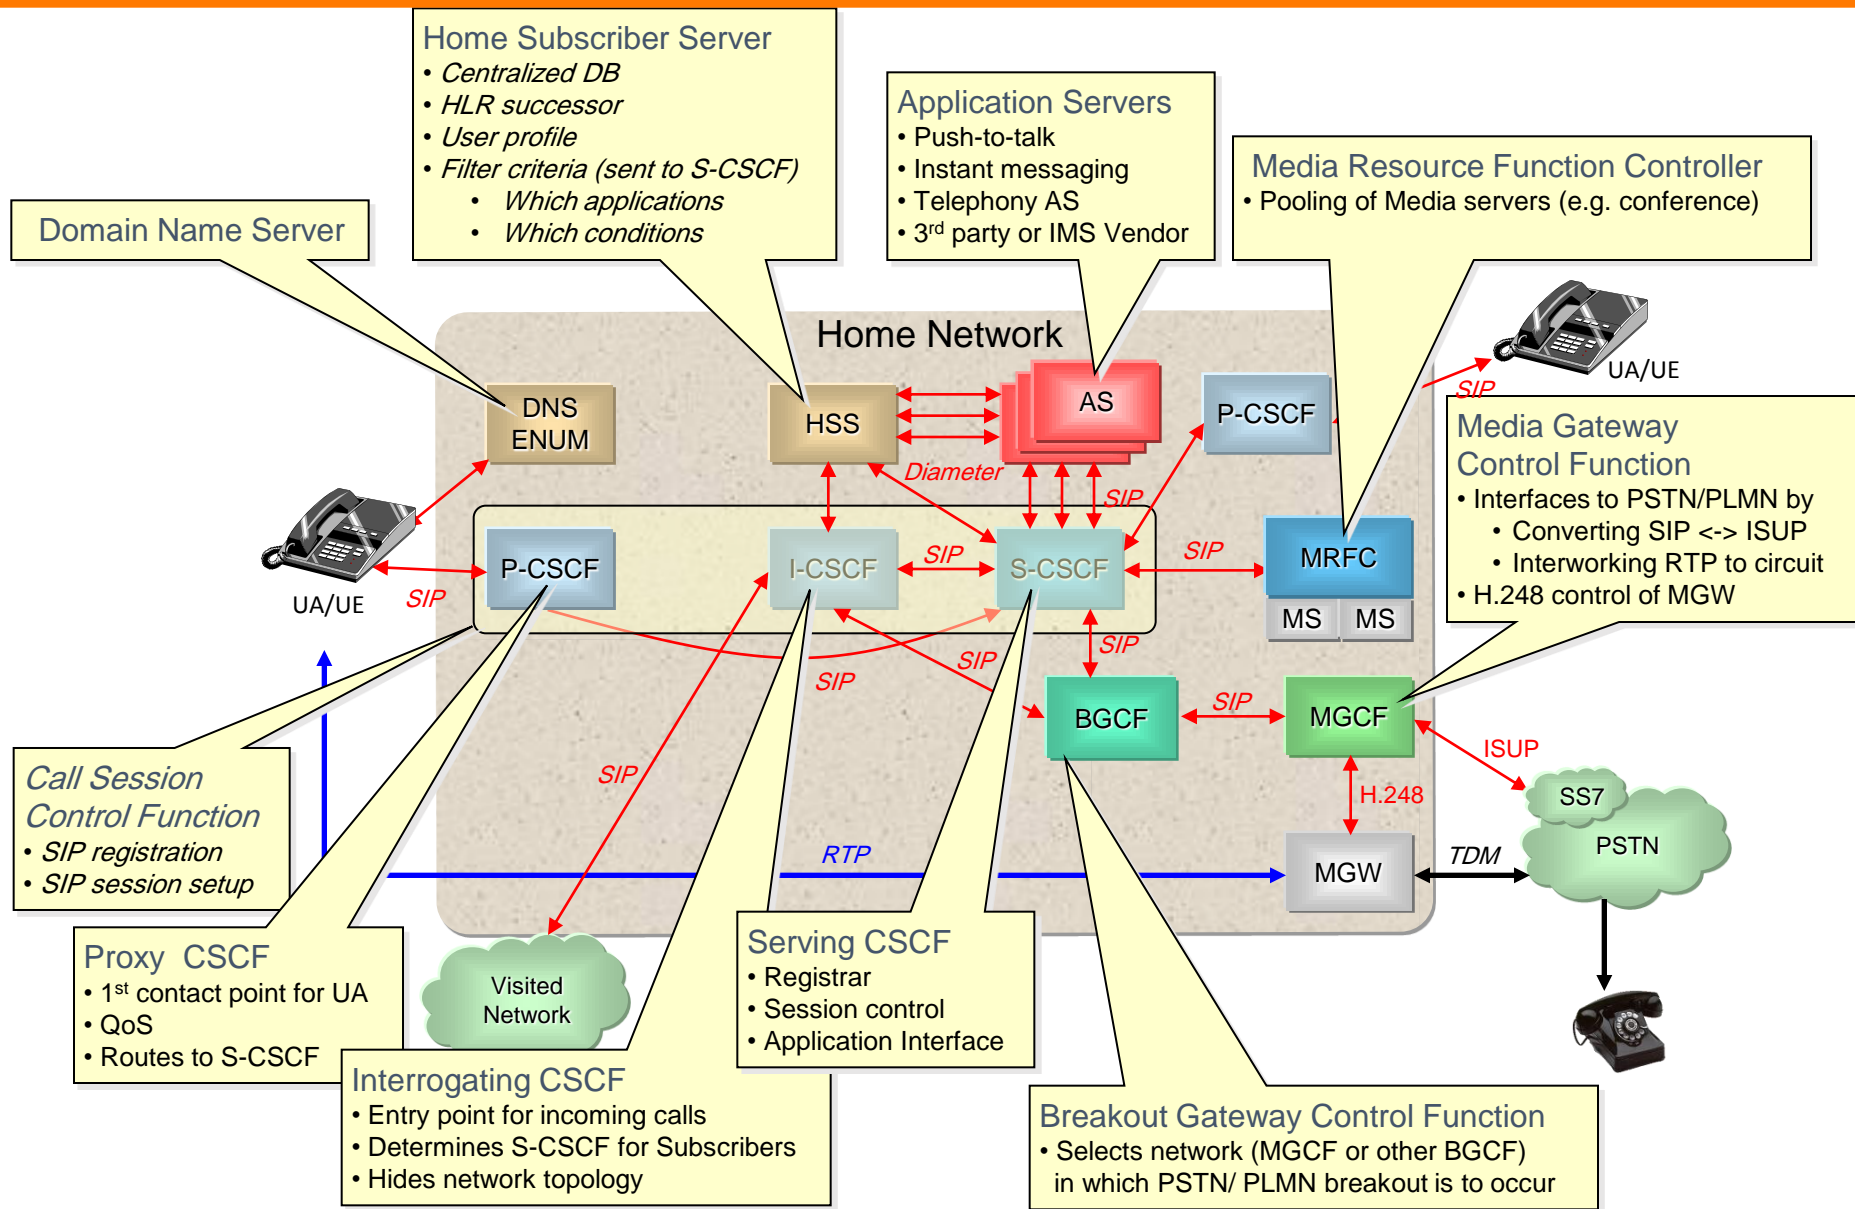 Home Subscriber Server
• Centralized DB
• HLR successor
• User profile
• Filter criteria (sent to S-CSCF)
• Which applications
• Which conditions
Application Servers
• Push-to-talk
• Instant messaging
• Telephony AS
• 3rd party or IMS Vendor
Media Resource Function Controller
• Pooling of Media servers (e.g. conference)
Domain Name Server
Home Network
UA/UE
SIP
DNS
ENUM
HSS
AS
P-CSCF
Diameter
SIP
Media Gateway
Control Function
• Interfaces to PSTN/PLMN by
• Converting SIP <-> ISUP
• Interworking RTP to circuit
• H.248 control of MGW
UA/UE
SIP
P-CSCF
I-CSCF
SIP
S-CSCF
SIP
MRFC
MS
MS
SIP
SIP
SIP
SIP
BGCF
SIP
MGCF
ISUP
H.248
SS7
PSTN
RTP
MGW
TDM
Call Session
Control Function
• SIP registration
• SIP session setup
Proxy CSCF
• 1st contact point for UA
• QoS
• Routes to S-CSCF
Visited
Network
Serving CSCF
• Registrar
• Session control
• Application Interface
Interrogating CSCF
• Entry point for incoming calls
• Determines S-CSCF for Subscribers
• Hides network topology
Breakout Gateway Control Function
• Selects network (MGCF or other BGCF)
in which PSTN/ PLMN breakout is to occur